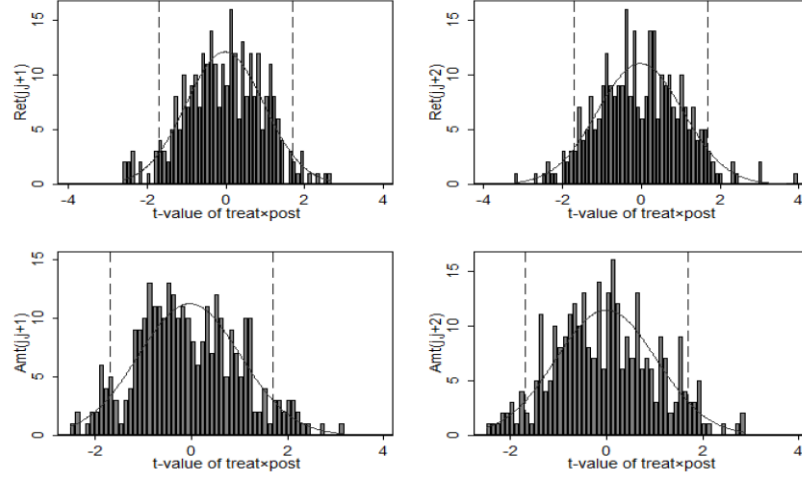 Ret(j,j+1)
15
10
5
0
-4 -2 0 2 4
t-value of treat×post
Ret(j,j+2)
15
10
5
0
-4 -2 0 2 4
t-value of treat×post
Amt(j,j+1)
15
10
5
0
-2 0 2 4
t-value of treat×post
Amt(j,j+2)
15
10
5
0
-2 0 2 4
t-value of treat×post